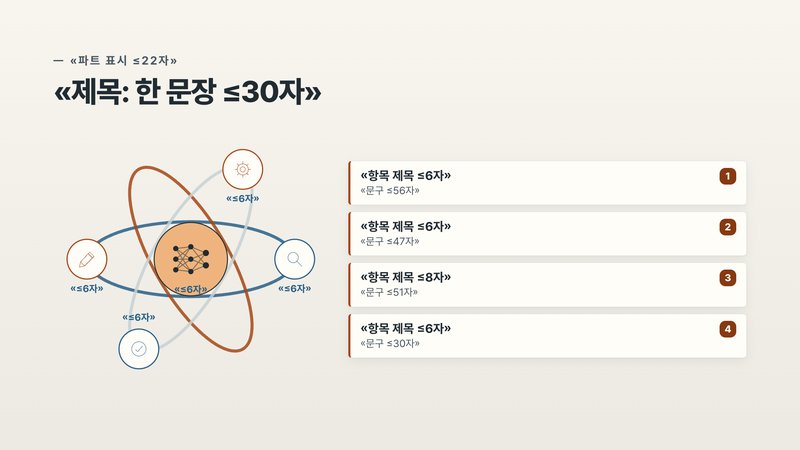 — «파트 표시 ≤22자»
«제목: 한 문장 ≤30자»
«≤6자»
«≤6자»
«≤6자»
«≤6자»
«≤6자»
«항목 제목 ≤6자»
1
«문구 ≤56자»
«항목 제목 ≤6자»
2
«문구 ≤47자»
«항목 제목 ≤8자»
3
«문구 ≤51자»
«항목 제목 ≤6자»
4
«문구 ≤30자»